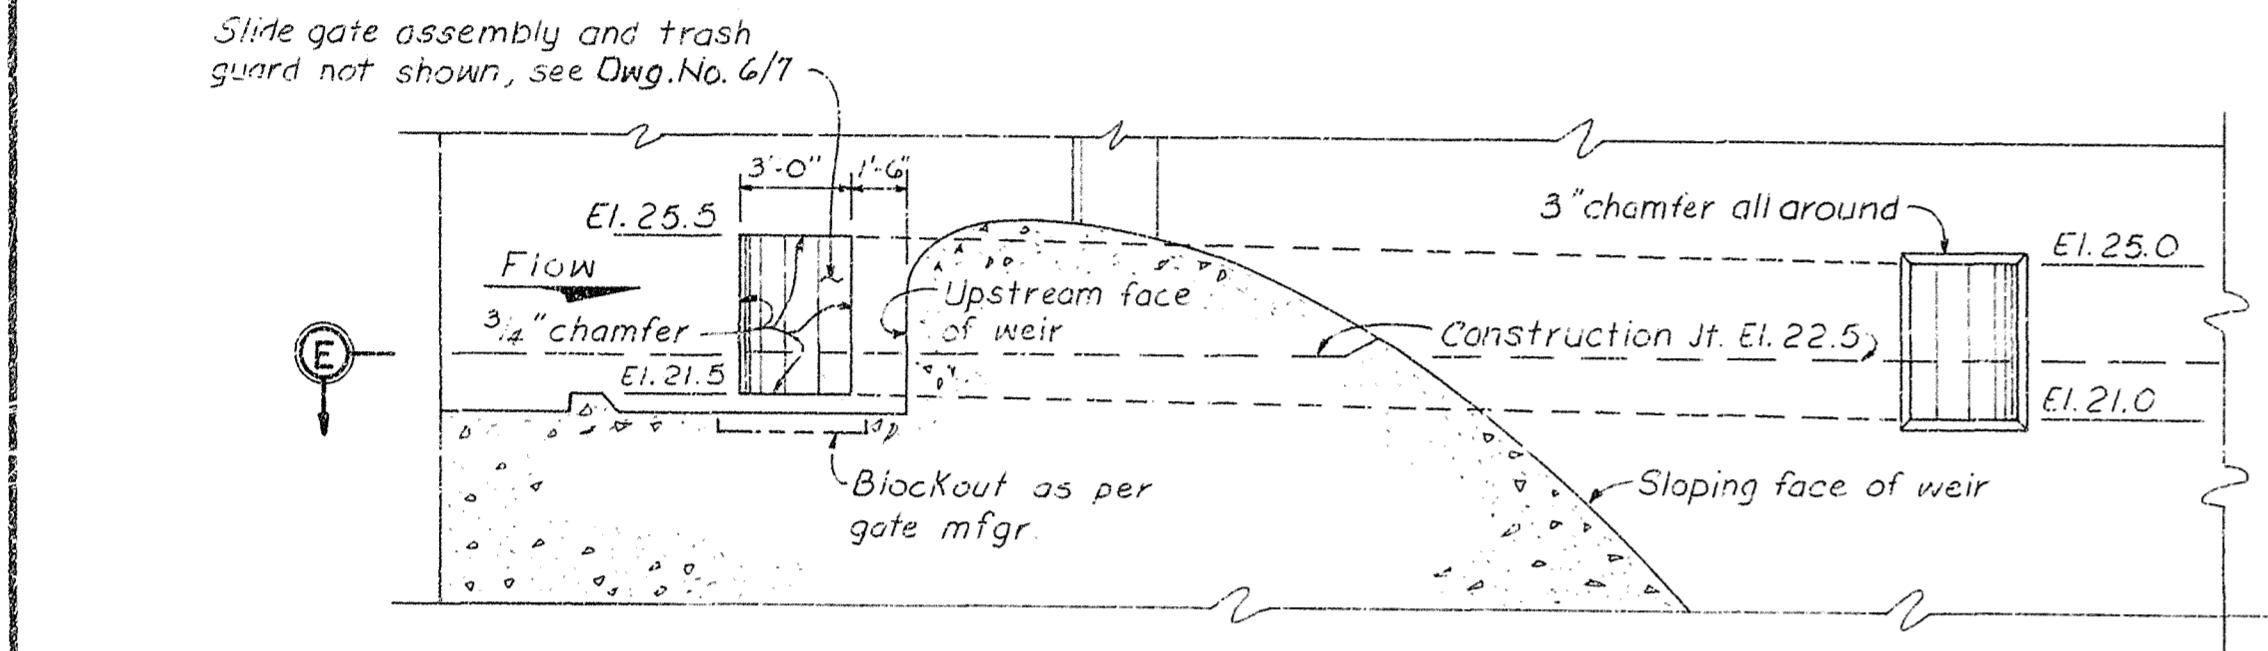 Slide gate assembly and trash
guard not shown, see Dwg. No. 6/7
3'-0" 1'-6"
El. 25.5
3" chamfer all around
El. 25.0
Flow
Upstream face
of weir
3/4" chamfer
Construction Jt. El. 22.5
E
El. 21.5
El. 21.0
Blockout as per
gate mfgr.
Sloping face of weir